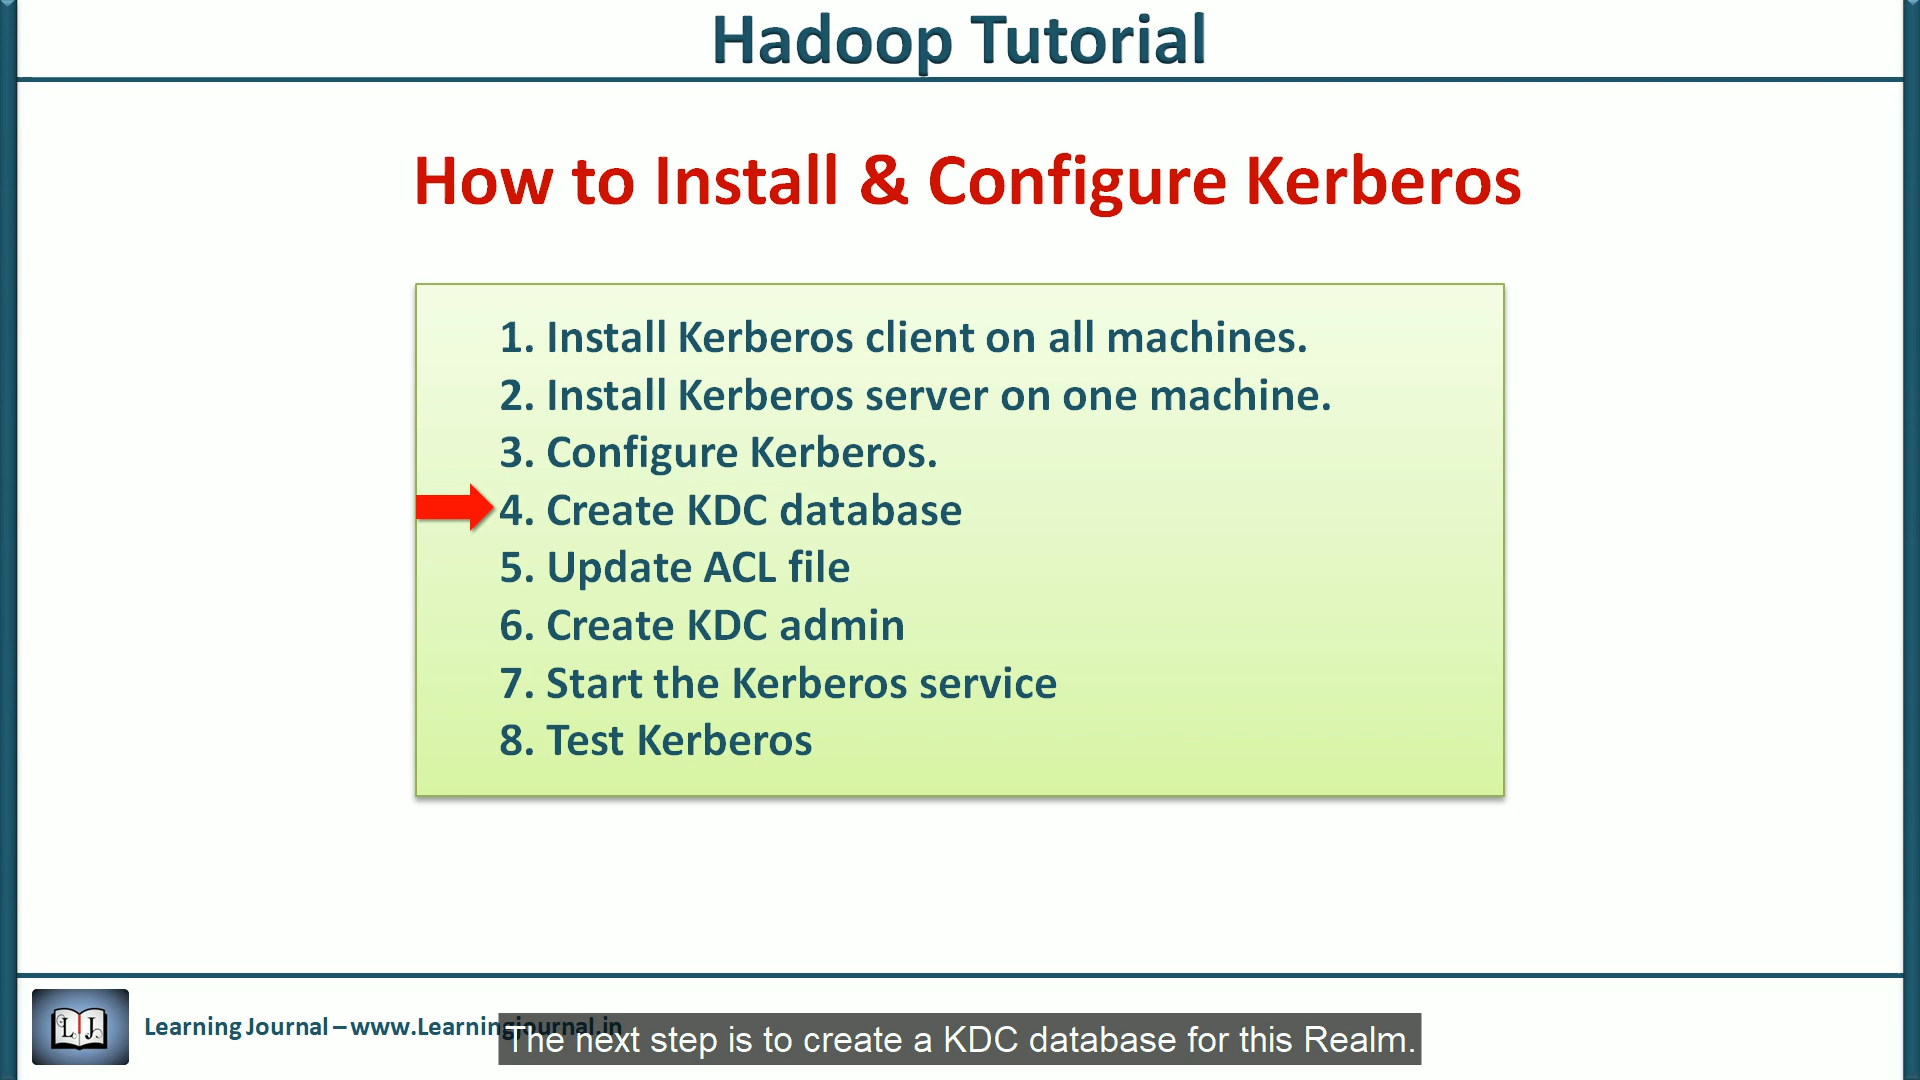 Hadoop Tutorial
How to Install & Configure Kerberos
1. Install Kerberos client on all machines.
2. Install Kerberos server on one machine.
3. Configure Kerberos.
4. Create KDC database
5. Update ACL file
6. Create KDC admin
7. Start the Kerberos service
8. Test Kerberos
LJ
Learning Journal – www.Learningjournal.in
The next step is to create a KDC database for this Realm.